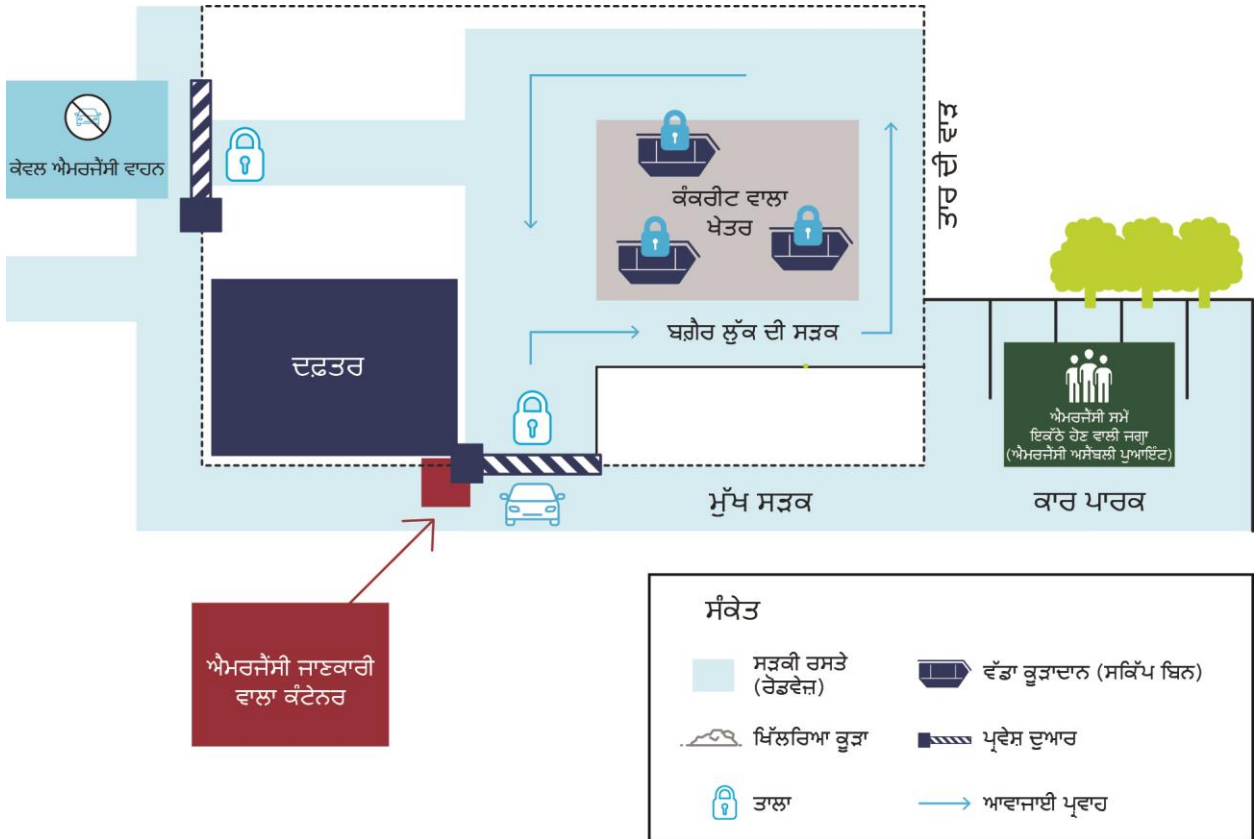 ਕੇਵਲ ਐਮਰਜੈਂਸੀ ਵਾਹਨ
ਕੰਕਰੀਟ ਵਾਲਾ
ਖੇਤਰ
ਤਾਰ ਦੀ ਵਾੜ
ਬਗ਼ੈਰ ਲੁੱਕ ਦੀ ਸੜਕ
ਦਫ਼ਤਰ
ਐਮਰਜੈਂਸੀ ਸਮੇਂ
ਇਕੱਠੇ ਹੋਣ ਵਾਲੀ ਜਗ੍ਹਾ
(ਐਮਰਜੈਂਸੀ ਅਸੈਂਬਲੀ ਪੁਆਇੰਟ)
ਮੁੱਖ ਸੜਕ
ਕਾਰ ਪਾਰਕ
ਐਮਰਜੈਂਸੀ ਜਾਣਕਾਰੀ
ਵਾਲਾ ਕੰਟੇਨਰ
ਸੰਕੇਤ
ਸੜਕੀ ਰਸਤੇ
(ਰੋਡਵੇਜ਼)
ਵੱਡਾ ਕੂੜਾਦਾਨ (ਸਕਿੱਪ ਬਿਨ)
ਖਿੱਲਰਿਆ ਕੂੜਾ
ਪ੍ਰਵੇਸ਼ ਦੁਆਰ
ਤਾਲਾ
ਆਵਾਜਾਈ ਪ੍ਰਵਾਹ